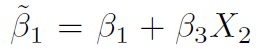 β̃₁ = β₁ + β₃X₂